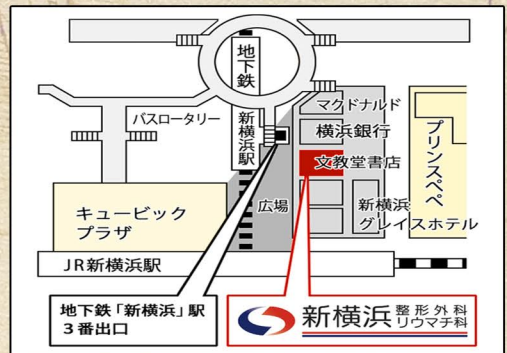 地下鉄
新横浜駅
バスロータリー
マクドナルド
横浜銀行
文教堂書店
プリンスペペ
広場
新横浜
グレイスホテル
キュービック
プラザ
JR新横浜駅
地下鉄「新横浜」駅
3番出口
新横浜 整形外科
リウマチ科